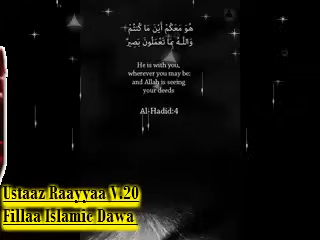 هُوَ مَعَكُمْ أَيْنَ مَا كُنتُمْ
وَاللَّهُ بِمَا تَعْمَلُونَ بَصِيرٌ
He is with you,
wherever you may be;
and Allah is seeing
your deeds
Al-Hadid:4
Ustaaz Raayyaa V.20
Fillaa Islamic Dawa